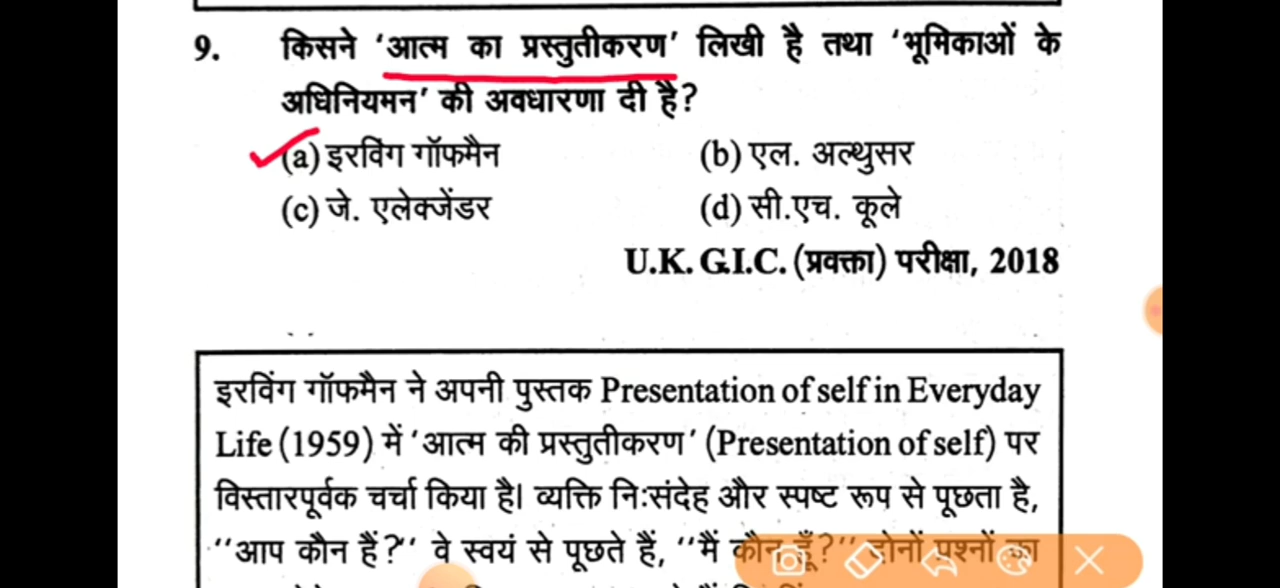 9. किसने ‘आत्म का प्रस्तुतीकरण’ लिखी है तथा ‘भूमिकाओं के
अधिनियमन’ की अवधारणा दी है?
(a) इरविंग गॉफमैन (b) एल. अल्थुसर
(c) जे. एलेक्जेंडर (d) सी.एच. कूले
U.K. G.I.C. (प्रवक्ता) परीक्षा, 2018
इरविंग गॉफमैन ने अपनी पुस्तक Presentation of self in Everyday
Life (1959) में ‘आत्म की प्रस्तुतीकरण’ (Presentation of self) पर
विस्तारपूर्वक चर्चा किया है। व्यक्ति नि:संदेह और स्पष्ट रूप से पूछता है,
‘‘आप कौन हैं?‘‘ वे स्वयं से पूछते हैं, ‘‘मैं कौन हूँ?’’ दोनों प्रश्नों का